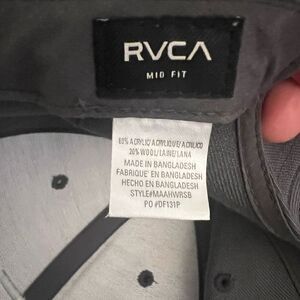 RVCA
MID FIT
80% ACRYLIC/ ACRYLIQUE/ ACRILICO
20% WOOL/LAINE/LANA
MADE IN BANGLADESH
FABRIQUE' EN BANGLADESH
HECHO EN BANGLADESH
STYLE#MAAHWRSB
PO #DF131P